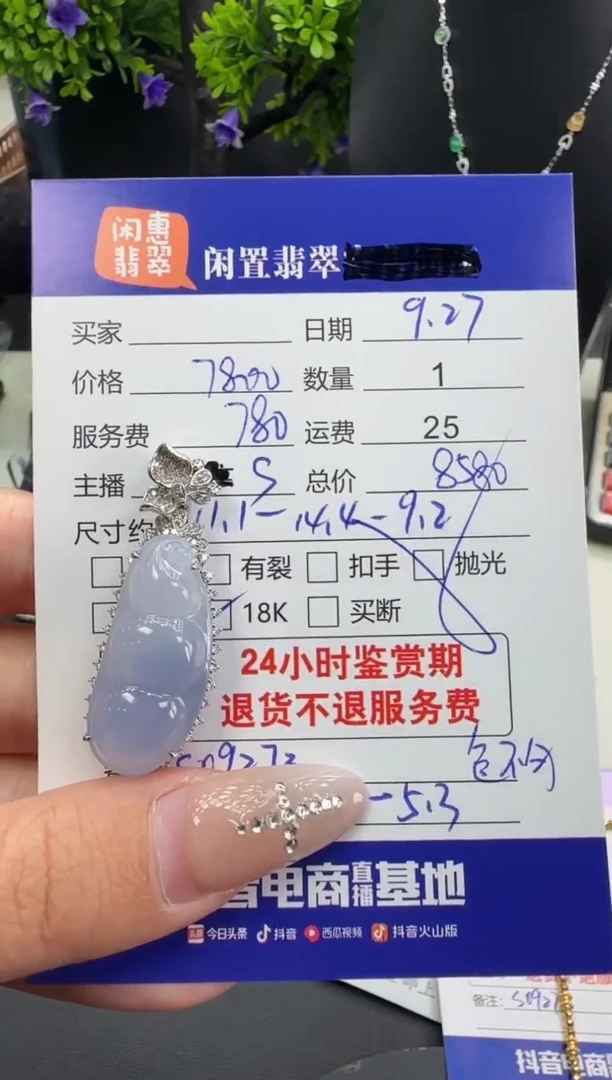 闲惠
翡翠
闲置翡翠
买家 日期 9.27
价格 7800 数量 1
服务费 780 运费 25
主播 S 总价 8580
尺寸约 11.1-14.4-9.2
有裂 扣手 抛光
18K 买断
24小时鉴赏期
退货不退服务费
-5.3
电商直播基地
今日头条 抖音 西瓜视频 抖音火山版
备注:
抖音电商